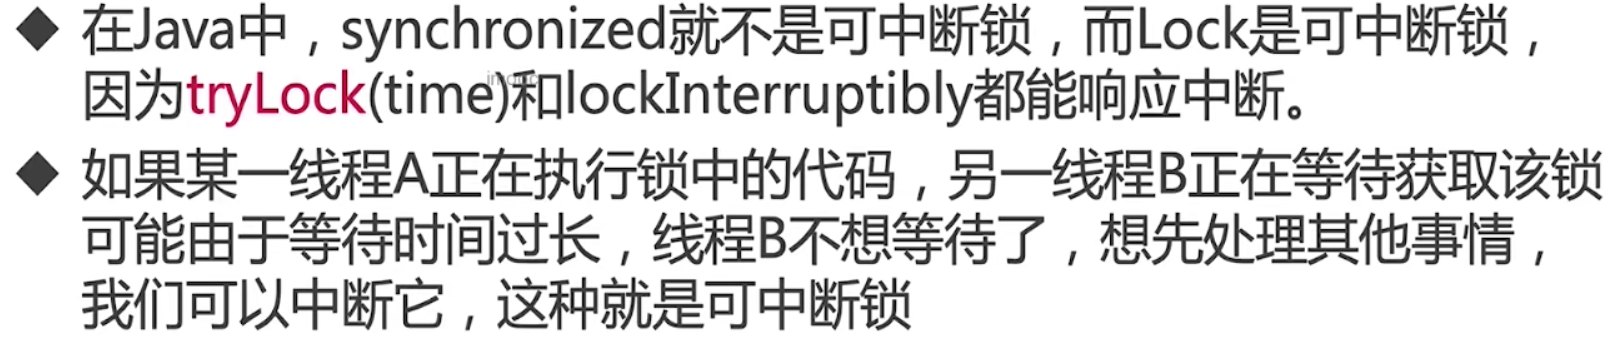 ◆ 在Java中，synchronized就不是可中断锁，而Lock是可中断锁，
因为tryLock(time)和lockInterruptibly都能响应中断。
◆ 如果某一线程A正在执行锁中的代码，另一线程B正在等待获取该锁
可能由于等待时间过长，线程B不想等待了，想先处理其他事情，
我们可以中断它，这种就是可中断锁